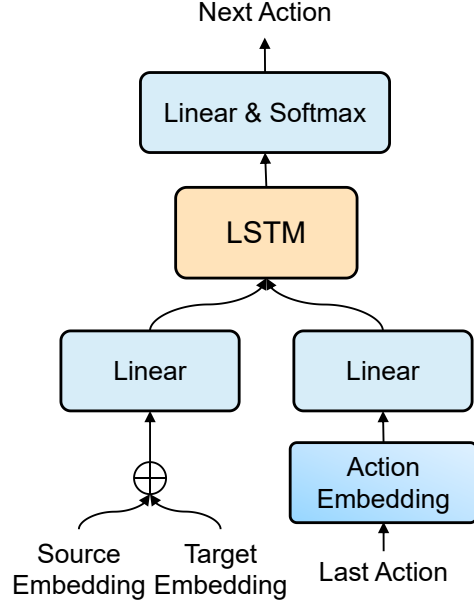 Next Action
Linear & Softmax
LSTM
Linear
Linear
Action
Embedding
Source
Embedding
Target
Embedding
Last Action